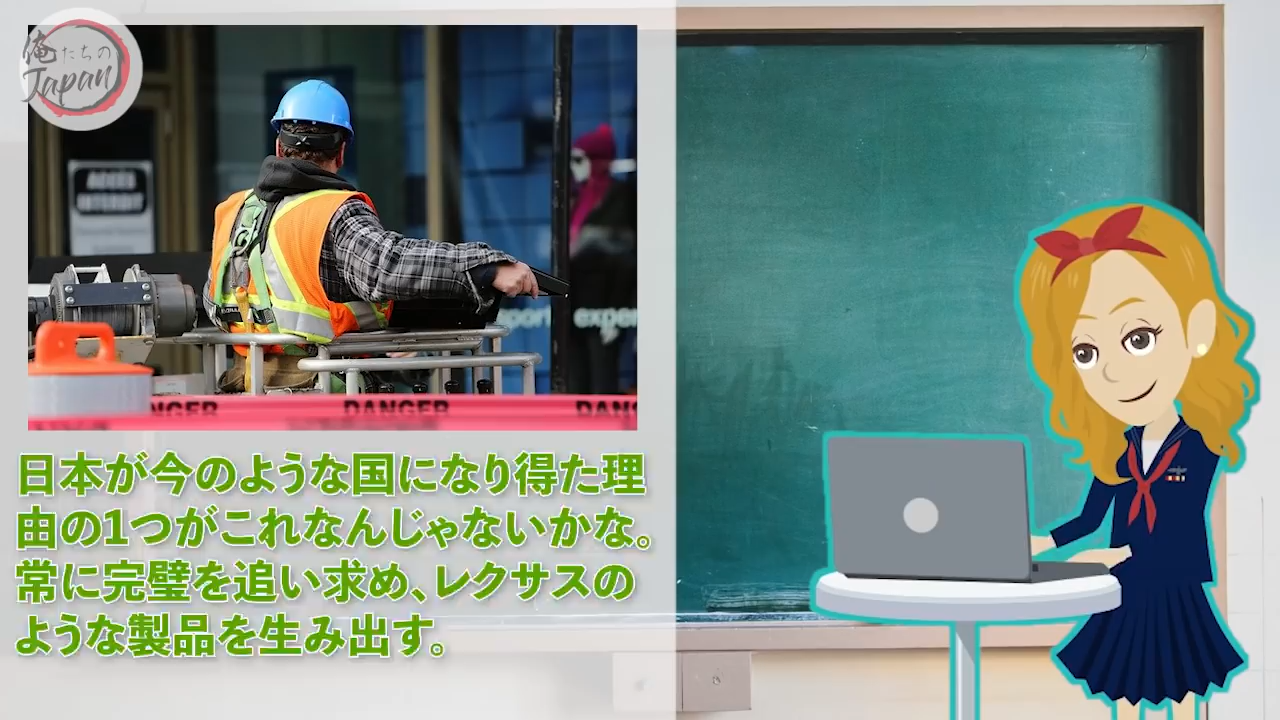 俺たちの
Japan
ACCES
INTERDIT
DANGER
DANGER
日本が今のような国になり得た理
由の1つがこれなんじゃないかな。
常に完璧を追い求め、レクサスの
ような製品を生み出す。